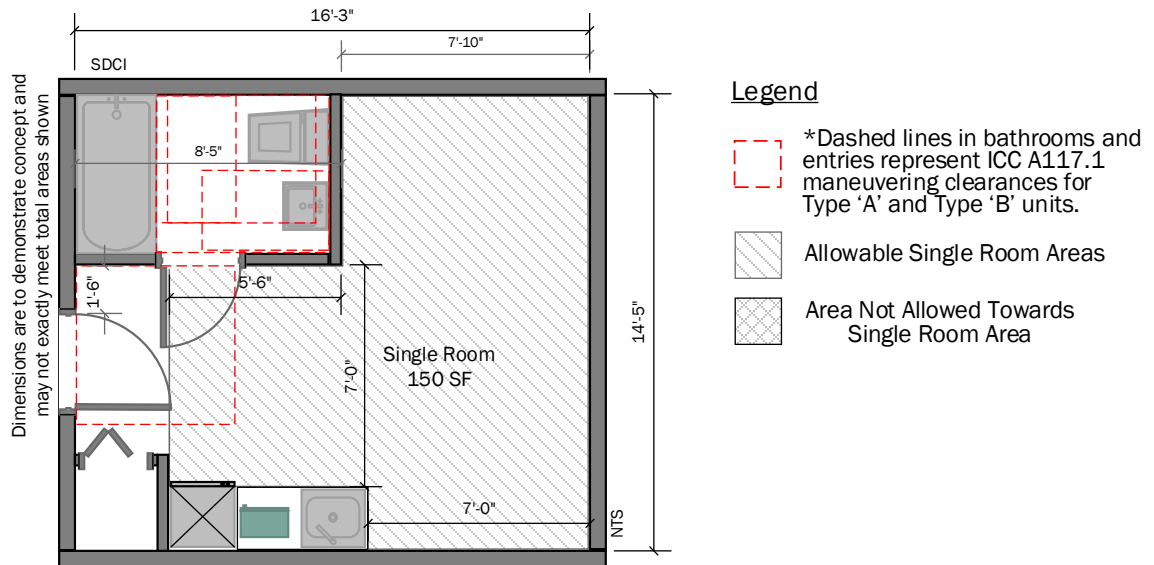 16'-3"
7'-10"
SDCI
Dimensions are to demonstrate concept and
may not exactly meet total areas shown
8'-5"
1'-6"
5'-6"
7'-0"
Single Room
150 SF
7'-0"
14'-5"
NTS
Legend
*Dashed lines in bathrooms and
entries represent ICC A117.1
maneuvering clearances for
Type ‘A’ and Type ‘B’ units.
Allowable Single Room Areas
Area Not Allowed Towards
Single Room Area